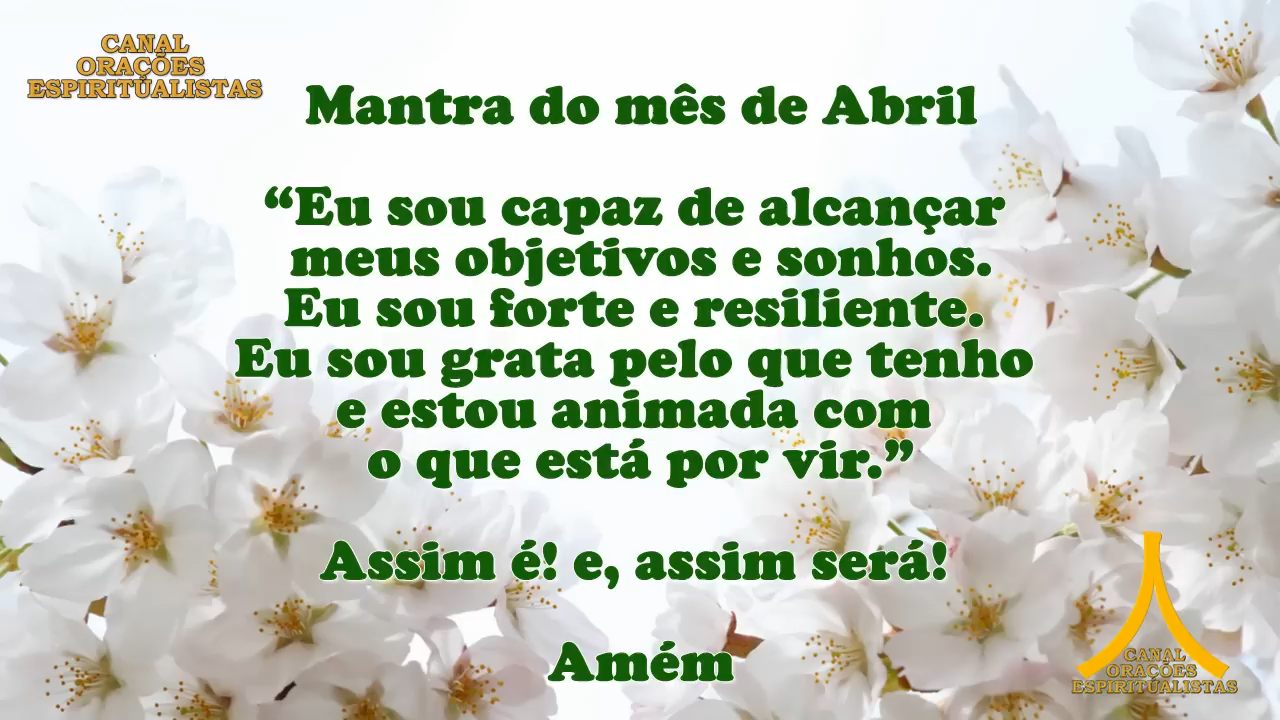 CANAL
ORAÇÕES
ESPIRITUALISTAS
Mantra do mês de Abril
“Eu sou capaz de alcançar
meus objetivos e sonhos.
Eu sou forte e resiliente.
Eu sou grata pelo que tenho
e estou animada com
o que está por vir.”
Assim é! e, assim será!
Amém
CANAL
ORAÇÕES
ESPIRITUALISTAS